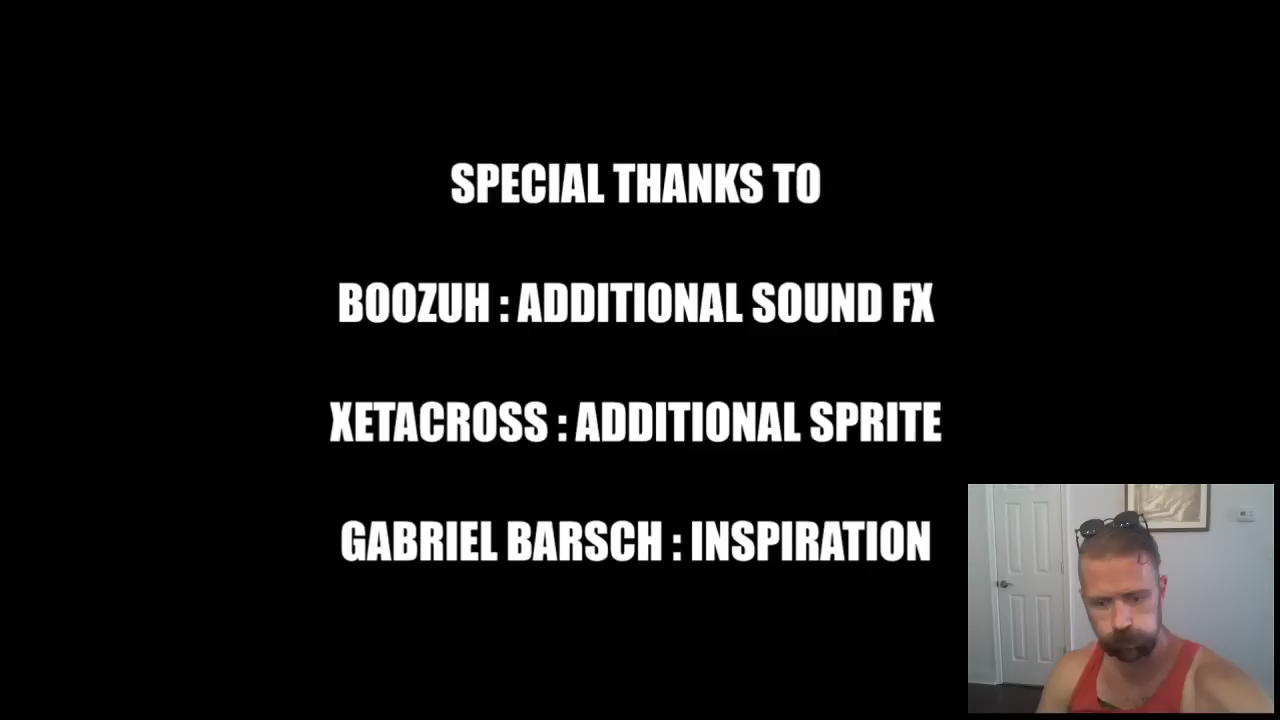 SPECIAL THANKS TO
BOOZUH : ADDITIONAL SOUND FX
XETACROSS : ADDITIONAL SPRITE
GABRIEL BARSCH : INSPIRATION